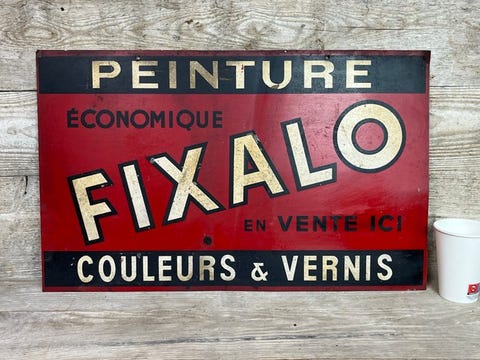 PEINTURE
ÉCONOMIQUE
FIXALO
EN VENTE ICI
COULEURS & VERNIS